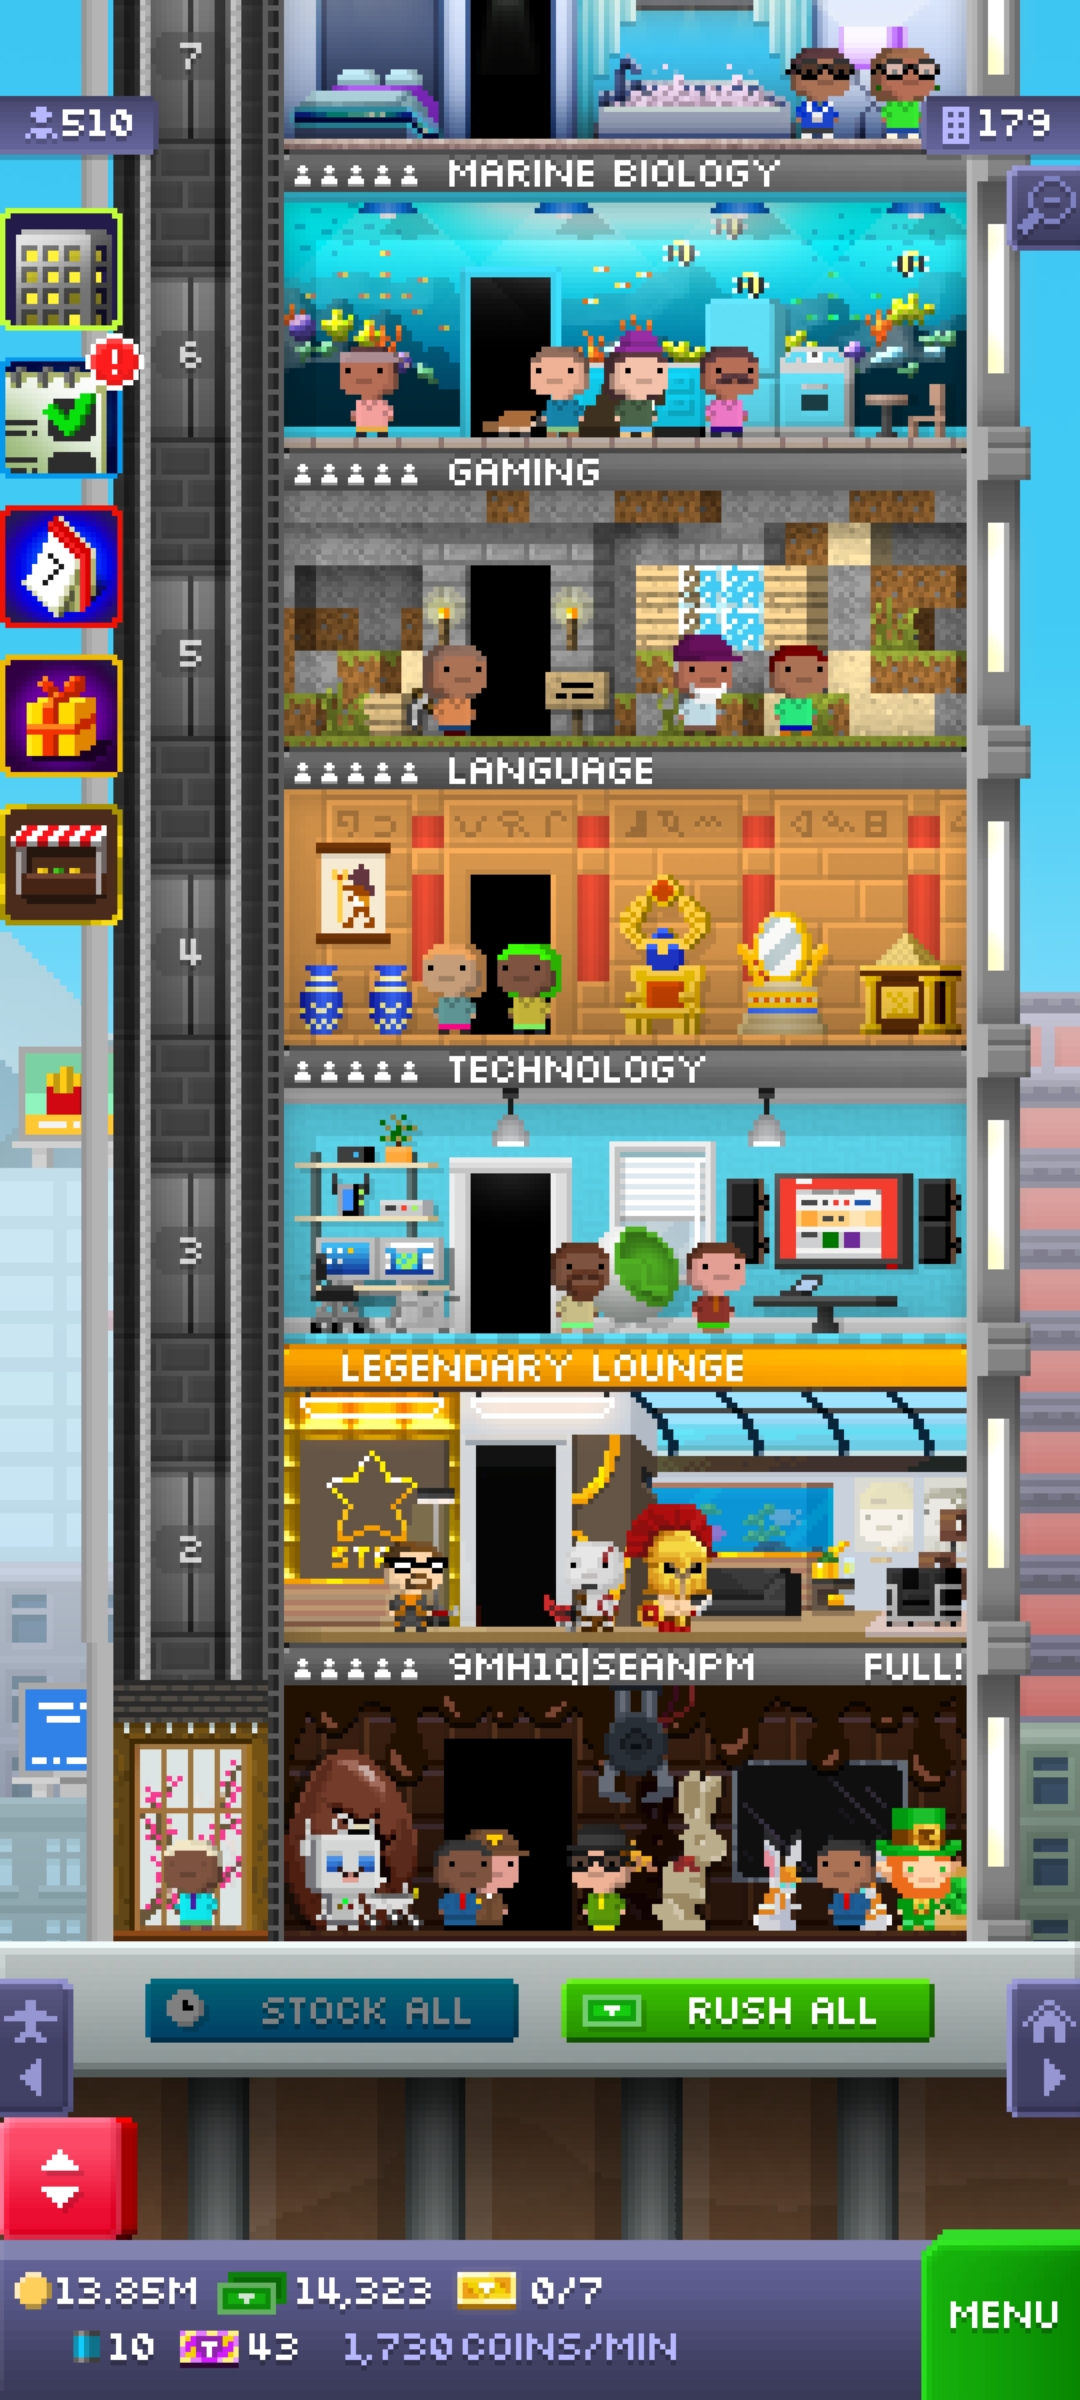 7
510
179
MARINE BIOLOGY
6
GAMING
5
LANGUAGE
4
TECHNOLOGY
3
LEGENDARY LOUNGE
2
9MH1Q|SEANPM FULL!
STOCK ALL
RUSH ALL
13.85M 14,323 0/7
10 43 1,730 COINS/MIN
MENU